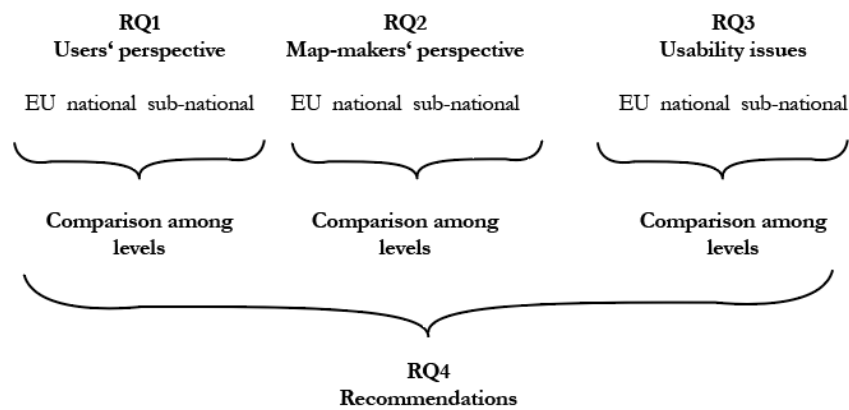 RQ1
Users‘ perspective
RQ2
Map-makers‘ perspective
RQ3
Usability issues
EU national sub-national
EU national sub-national
EU national sub-national
Comparison among
levels
Comparison among
levels
Comparison among
levels
RQ4
Recommendations